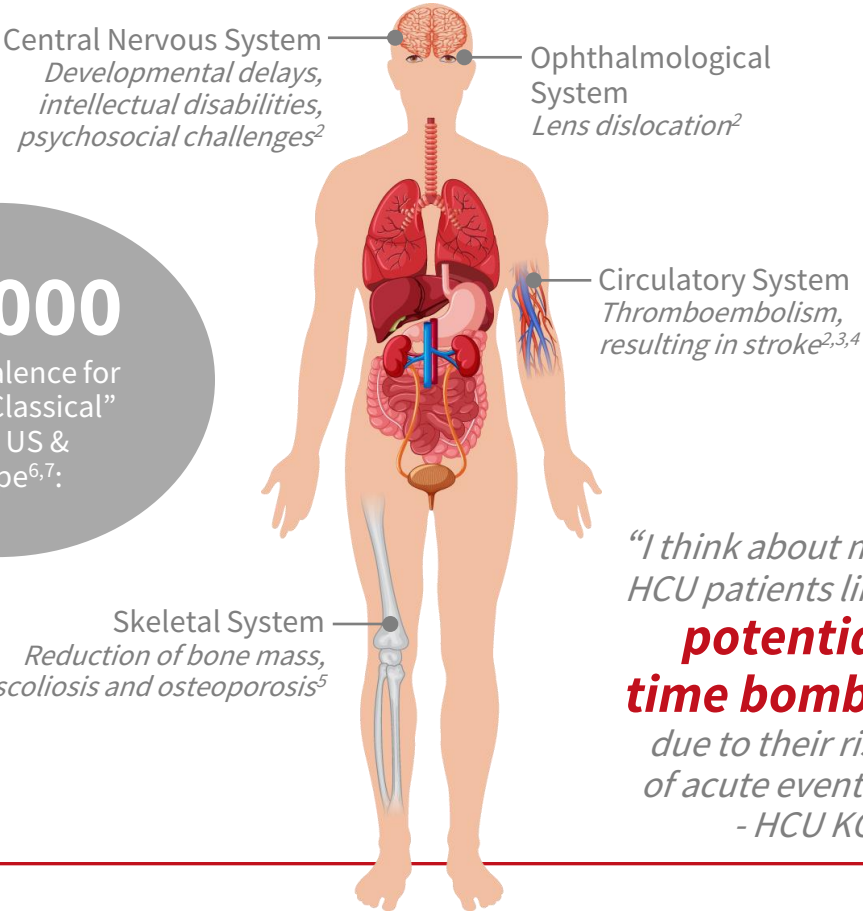 Central Nervous System
Developmental delays,
intellectual disabilities,
psychosocial challenges2
Ophthalmological
System
Lens dislocation2
000
alence for
Classical”
US &
pe6,7:
Circulatory System
Thromboembolism,
resulting in stroke2,3,4
Skeletal System
Reduction of bone mass,
scoliosis and osteoporosis5
“I think about m
HCU patients li
potentia
time bomb
due to their ris
of acute event
- HCU KO